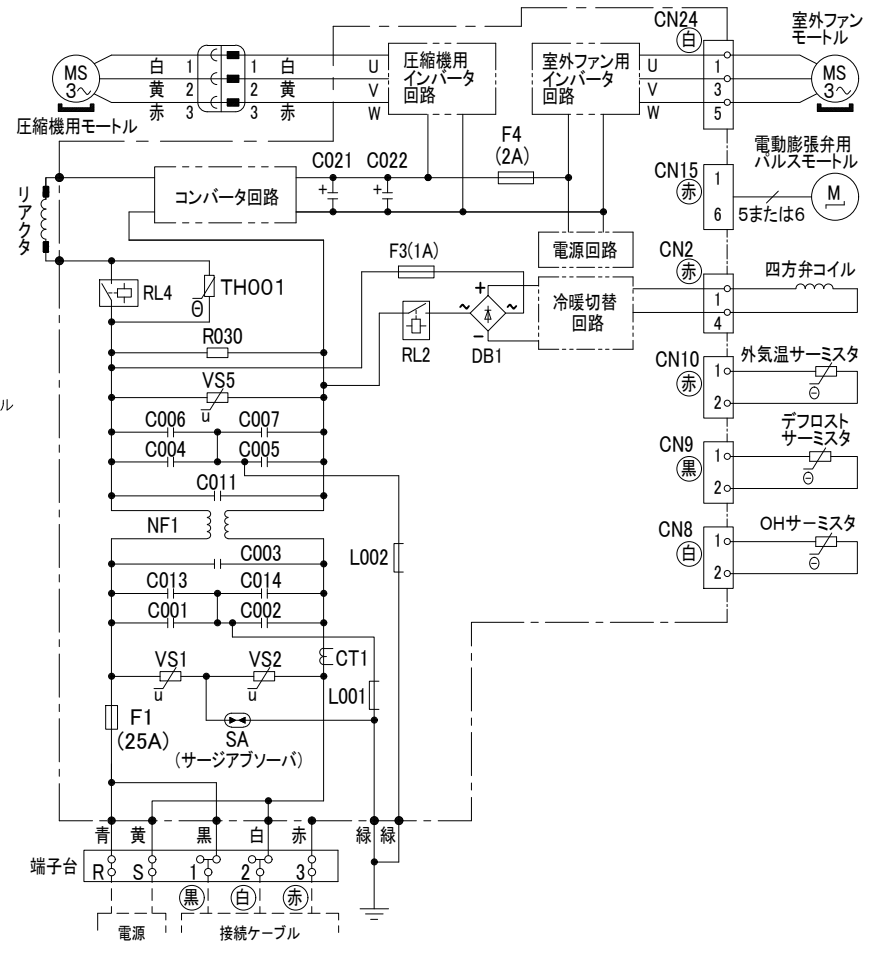 CN24
白
室外ファン
モートル
MS
3~
白 1 1 白 U
黄 2 2 黄 V
赤 3 3 赤 W
圧縮機用
インバータ
回路
室外ファン用
インバータ
回路
U 1
V 3
W 5
MS
3~
圧縮機用モートル
F4
(2A)
C021 C022
+ +
リアクタ
コンバータ回路
CN15
赤
1
6
電動膨張弁用
パルスモートル
5または6
M
電源回路
F3(1A)
RL4
TH001
θ
CN2
赤
1
4
四方弁コイル
冷暖切替
回路
+
~ ~
−
RL2 DB1
R030
VS5
u
CN10
赤
1
2
外気温サーミスタ
θ
ル
C006 C007
C004 C005
CN9
黒
1
2
デフロスト
サーミスタ
θ
C011
NF1
CN8
白
1
2
OHサーミスタ
θ
C003
L002
C013 C014
C001 C002
CT1
VS1 VS2
u u
L001
F1
(25A)
SA
(サージアブソーバ)
青 黄 黒 白 赤 緑 緑
端子台 R S 1 2 3
黒 白 赤
電源 接続ケーブル